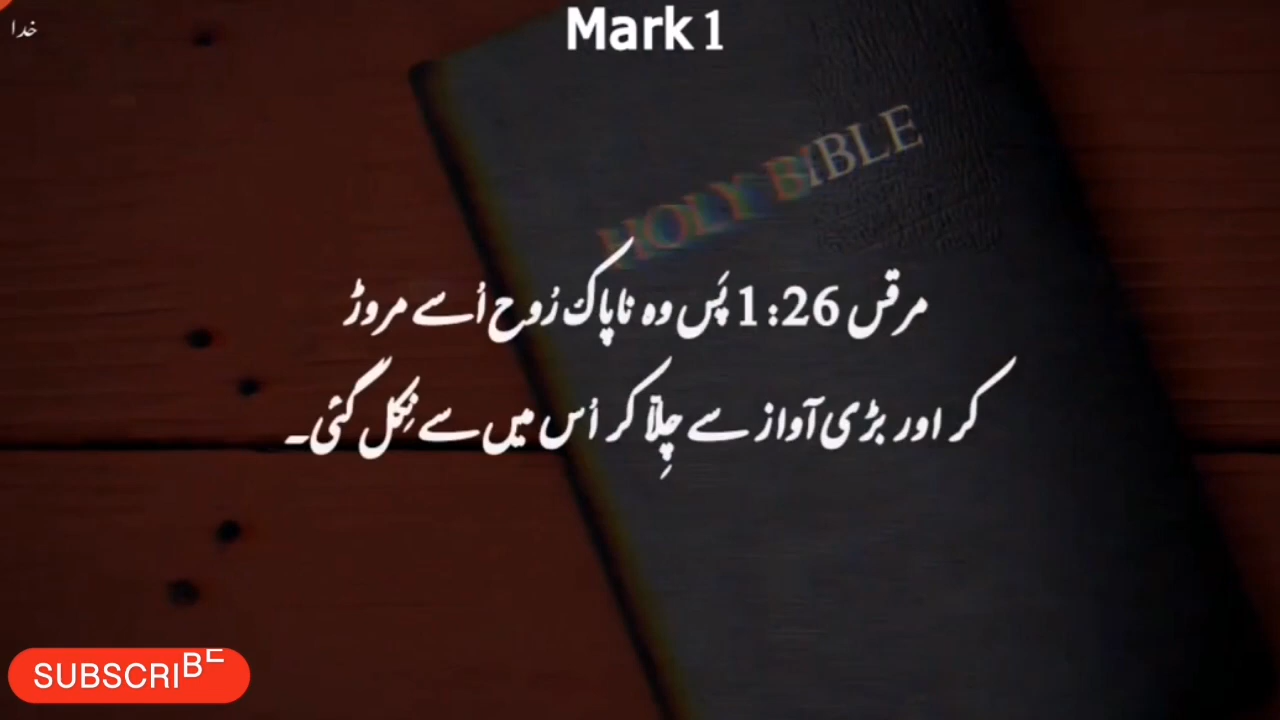 Mark 1
خدا
HOLY BIBLE
مرقس 1:26 پَس وہ ناپاک رُوح اُسے مروڑ
کر اور بڑی آواز سے چِلاّ کر اُس میں سے نِکل گئی۔
SUBSCRIBE